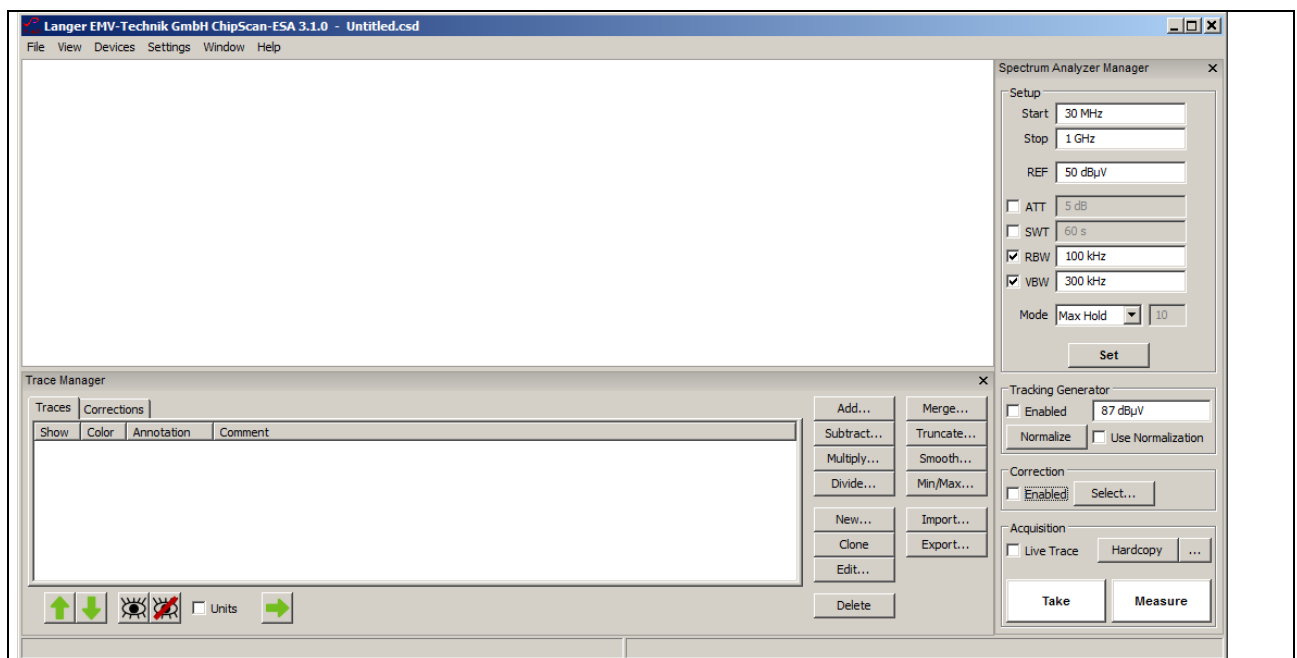 Langer EMV-Technik GmbH ChipScan-ESA 3.1.0 - Untitled.csd
File View Devices Settings Window Help
Spectrum Analyzer Manager
Setup
Start 30 MHz
Stop 1 GHz
REF 50 dBµV
ATT 5 dB
SWT 60 s
RBW 100 kHz
VBW 300 kHz
Mode Max Hold 10
Set
Trace Manager
Traces Corrections
Show Color Annotation Comment
Add... Merge...
Subtract... Truncate...
Multiply... Smooth...
Divide... Min/Max...
New... Import...
Clone Export...
Edit...
Delete
Units
Tracking Generator
Enabled 87 dBµV
Normalize Use Normalization
Correction
Enabled Select...
Acquisition
Live Trace Hardcopy ...
Take Measure